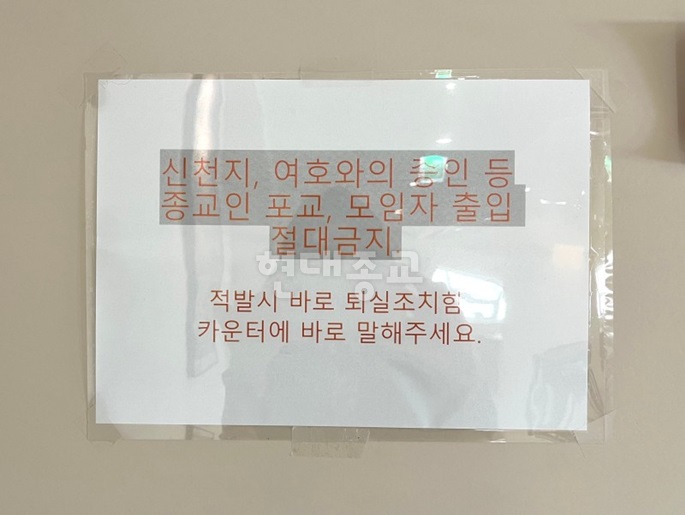 신천지, 여호와의 증인 등
종교인 포교, 모임자 출입
절대금지
현대종교
적발시 바로 퇴실조치함
카운터에 바로 말해주세요.